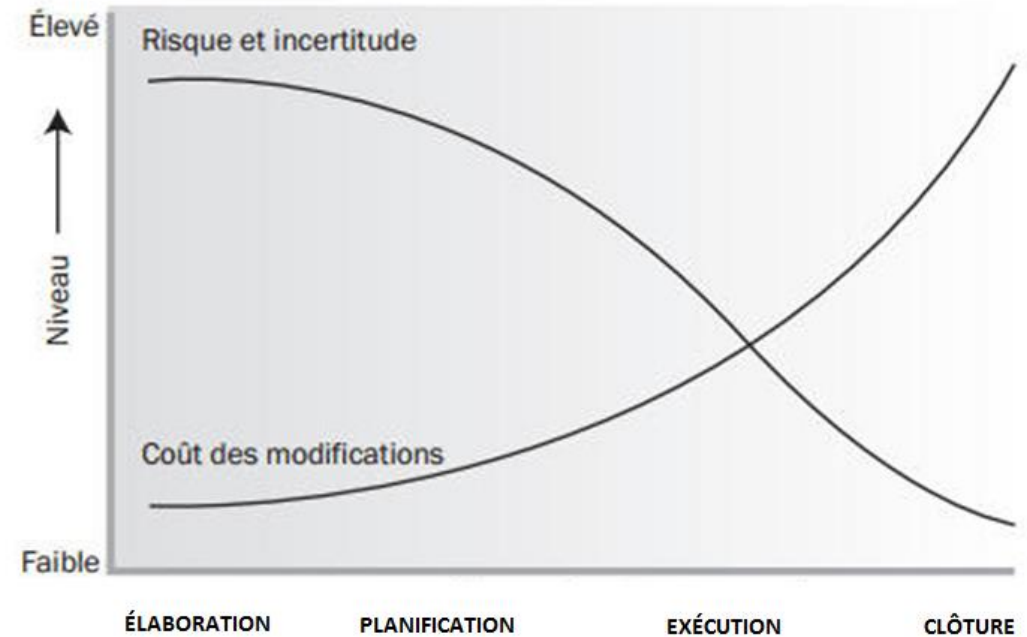 Élevé
Risque et incertitude
Niveau
Coût des modifications
Faible
ÉLABORATION PLANIFICATION EXÉCUTION CLÔTURE